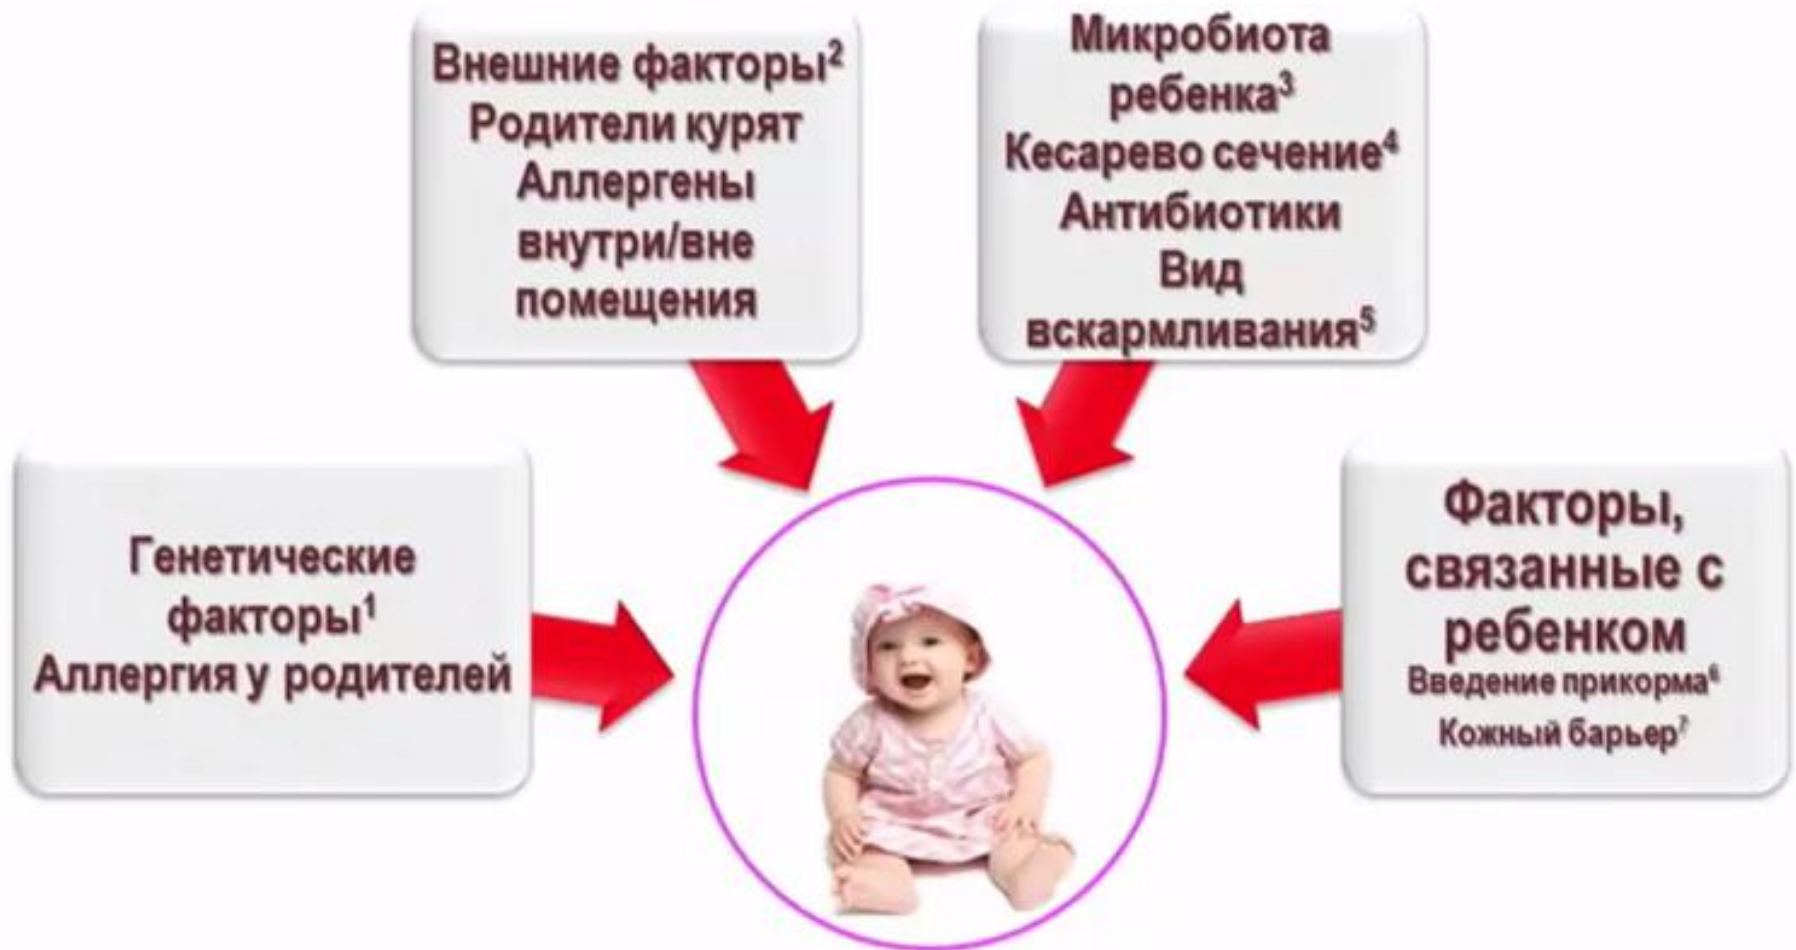 Внешние факторы²
Родители курят
Аллергены
внутри/вне
помещения
Микробиота
ребенка³
Кесарево сечение⁴
Антибиотики
Вид
вскармливания⁵
Генетические
факторы¹
Аллергия у родителей
Факторы,
связанные с
ребенком
Введение прикорма⁶
Кожный барьер⁷